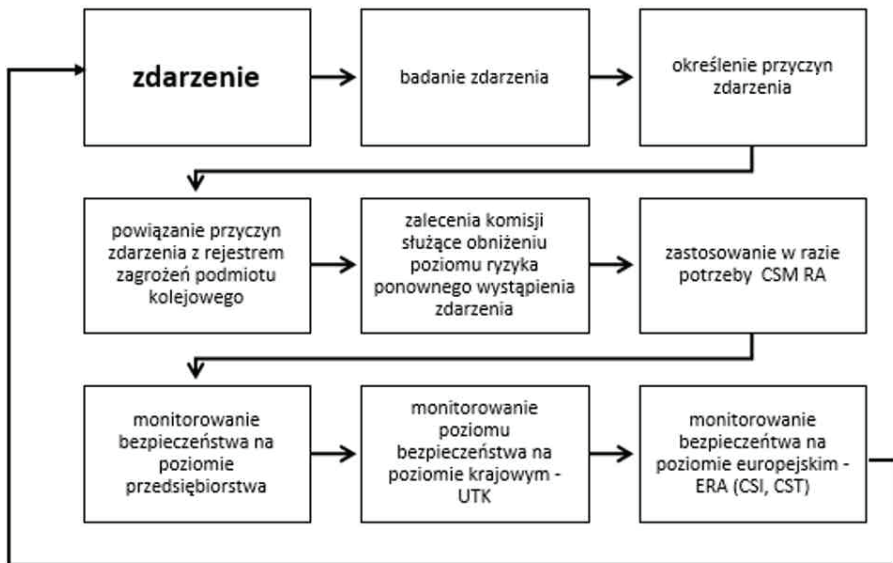 zdarzenie
badanie zdarzenia
określenie przyczyn
zdarzenia
powiązanie przyczyn
zdarzenia z rejestrem
zagrożeń podmiotu
kolejowego
zalecenia komisji
służące obniżeniu
poziomu ryzyka
ponownego wystąpienia
zdarzenia
zastosowanie w razie
potrzeby CSM RA
monitorowanie
bezpieczeństwa na
poziomie
przedsiębiorstwa
monitorowanie
poziomu
bezpieczeństwa na
poziomie krajowym -
UTK
monitorowanie
bezpieczeńtwa na
poziomie europejskim -
ERA (CSI, CST)